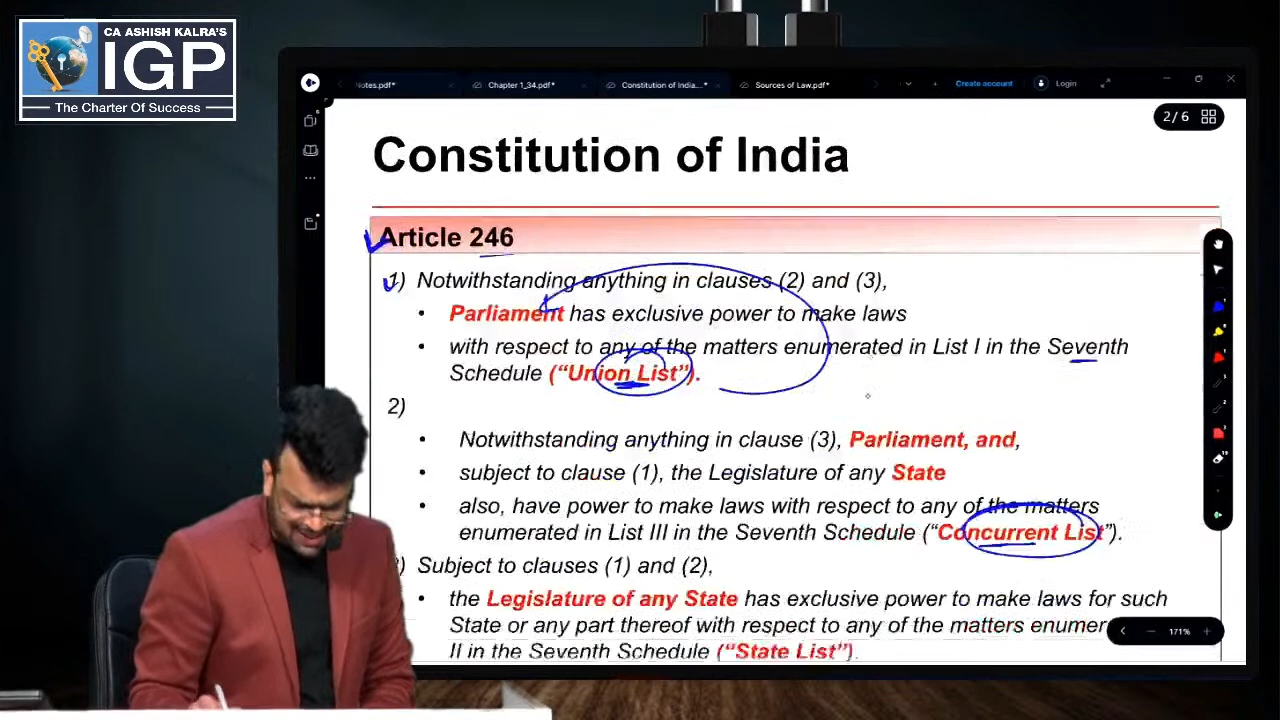 CA ASHISH KALRA'S
IGP
The Charter Of Success
Notes.pdf*
Chapter 1_34.pdf*
Constitution of India...*
Sources of Law.pdf*
Create account
Login
2/6
Constitution of India
Article 246
1) Notwithstanding anything in clauses (2) and (3),
• Parliament has exclusive power to make laws
• with respect to any of the matters enumerated in List I in the Seventh
Schedule (“Union List”).
2)
• Notwithstanding anything in clause (3), Parliament, and,
• subject to clause (1), the Legislature of any State
• also, have power to make laws with respect to any of the matters
enumerated in List III in the Seventh Schedule (“Concurrent List”).
) Subject to clauses (1) and (2),
• the Legislature of any State has exclusive power to make laws for such
State or any part thereof with respect to any of the matters enumer
II in the Seventh Schedule (“State List”).
171%